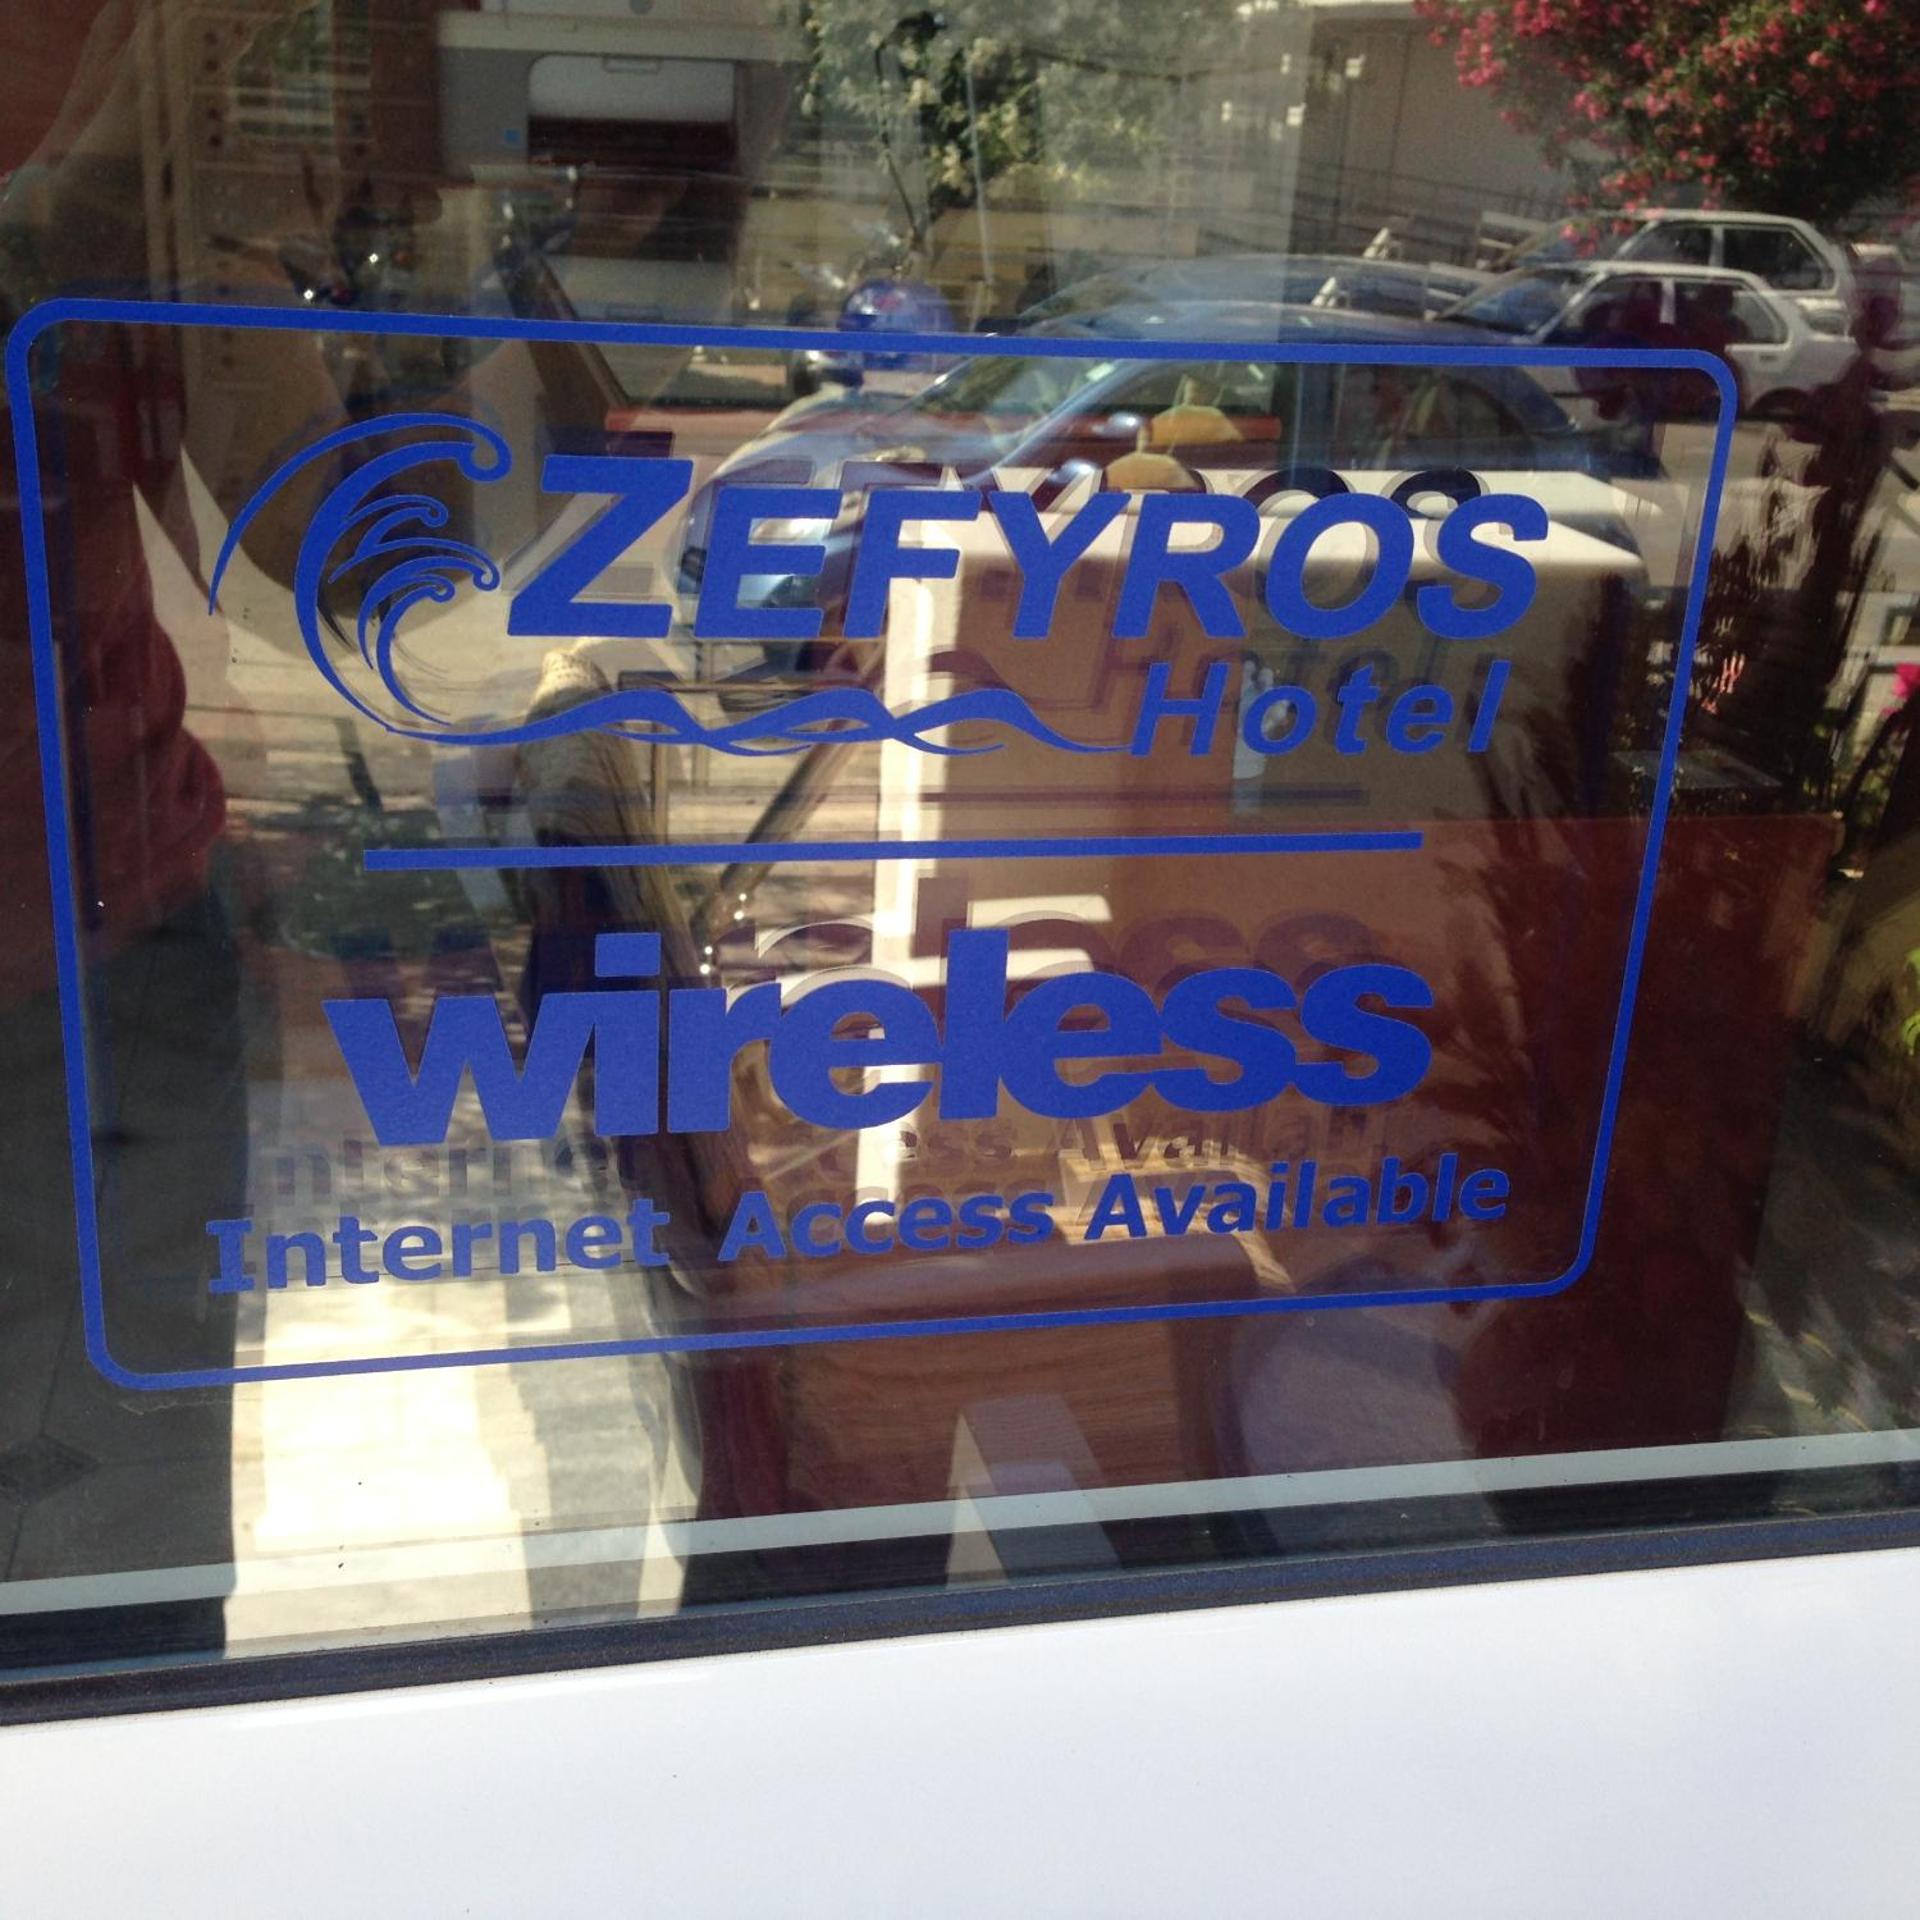 ZEFYROS
Hotel
wireless
Internet Access Available